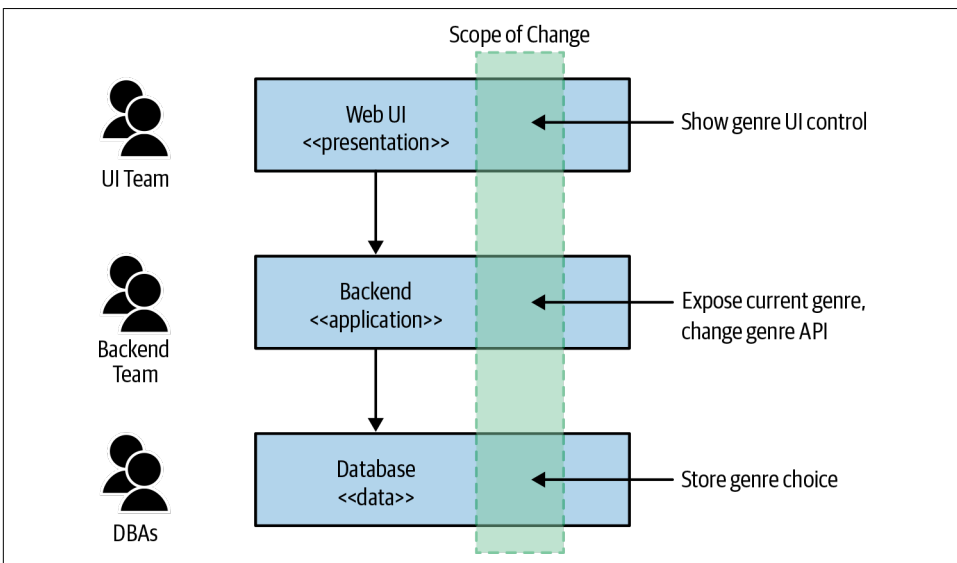 Scope of Change
Web UI
<<presentation>>
Show genre UI control
UI Team
Backend
<<application>>
Expose current genre,
change genre API
Backend
Team
Database
<<data>>
Store genre choice
DBAs